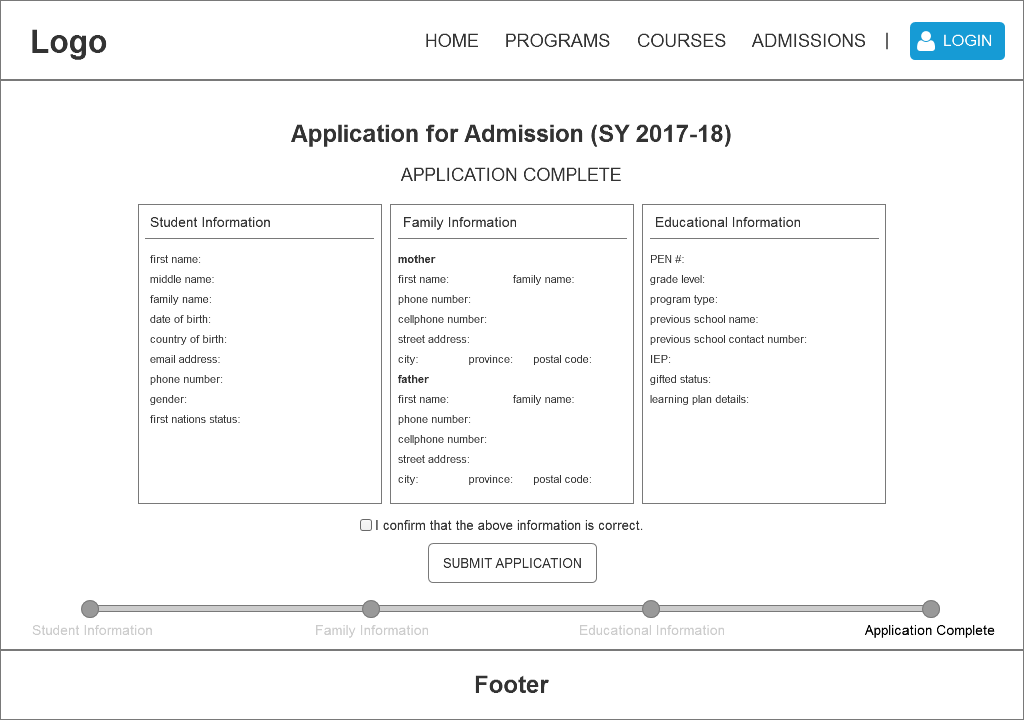 Logo
HOME PROGRAMS COURSES ADMISSIONS | LOGIN
Application for Admission (SY 2017-18)
APPLICATION COMPLETE
Student Information
first name:
middle name:
family name:
date of birth:
country of birth:
email address:
phone number:
gender:
first nations status:
Family Information
mother
first name: family name:
phone number:
cellphone number:
street address:
city: province: postal code:
father
first name: family name:
phone number:
cellphone number:
street address:
city: province: postal code:
Educational Information
PEN #:
grade level:
program type:
previous school name:
previous school contact number:
IEP:
gifted status:
learning plan details:
I confirm that the above information is correct.
SUBMIT APPLICATION
Student Information Family Information Educational Information Application Complete
Footer